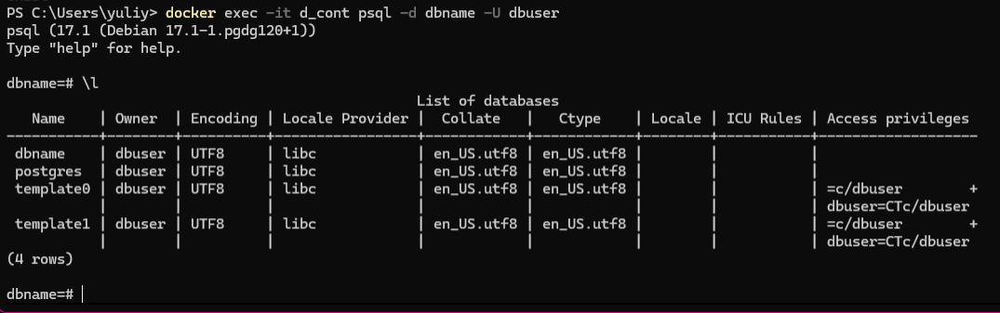 PS C:\Users\yuliy> docker exec -it d_cont psql -d dbname -U dbuser
psql (17.1 (Debian 17.1-1.pgdg120+1))
Type "help" for help.
dbname=# \l
List of databases
Name | Owner | Encoding | Locale Provider | Collate | Ctype | Locale | ICU Rules | Access privileges
-----------+--------+----------+-----------------+------------+------------+--------+-----------+-------------------
dbname | dbuser | UTF8 | libc | en_US.utf8 | en_US.utf8 | | |
postgres | dbuser | UTF8 | libc | en_US.utf8 | en_US.utf8 | | |
template0 | dbuser | UTF8 | libc | en_US.utf8 | en_US.utf8 | | | =c/dbuser +
| | | | | | | | dbuser=CTc/dbuser
template1 | dbuser | UTF8 | libc | en_US.utf8 | en_US.utf8 | | | =c/dbuser +
| | | | | | | | dbuser=CTc/dbuser
(4 rows)
dbname=#